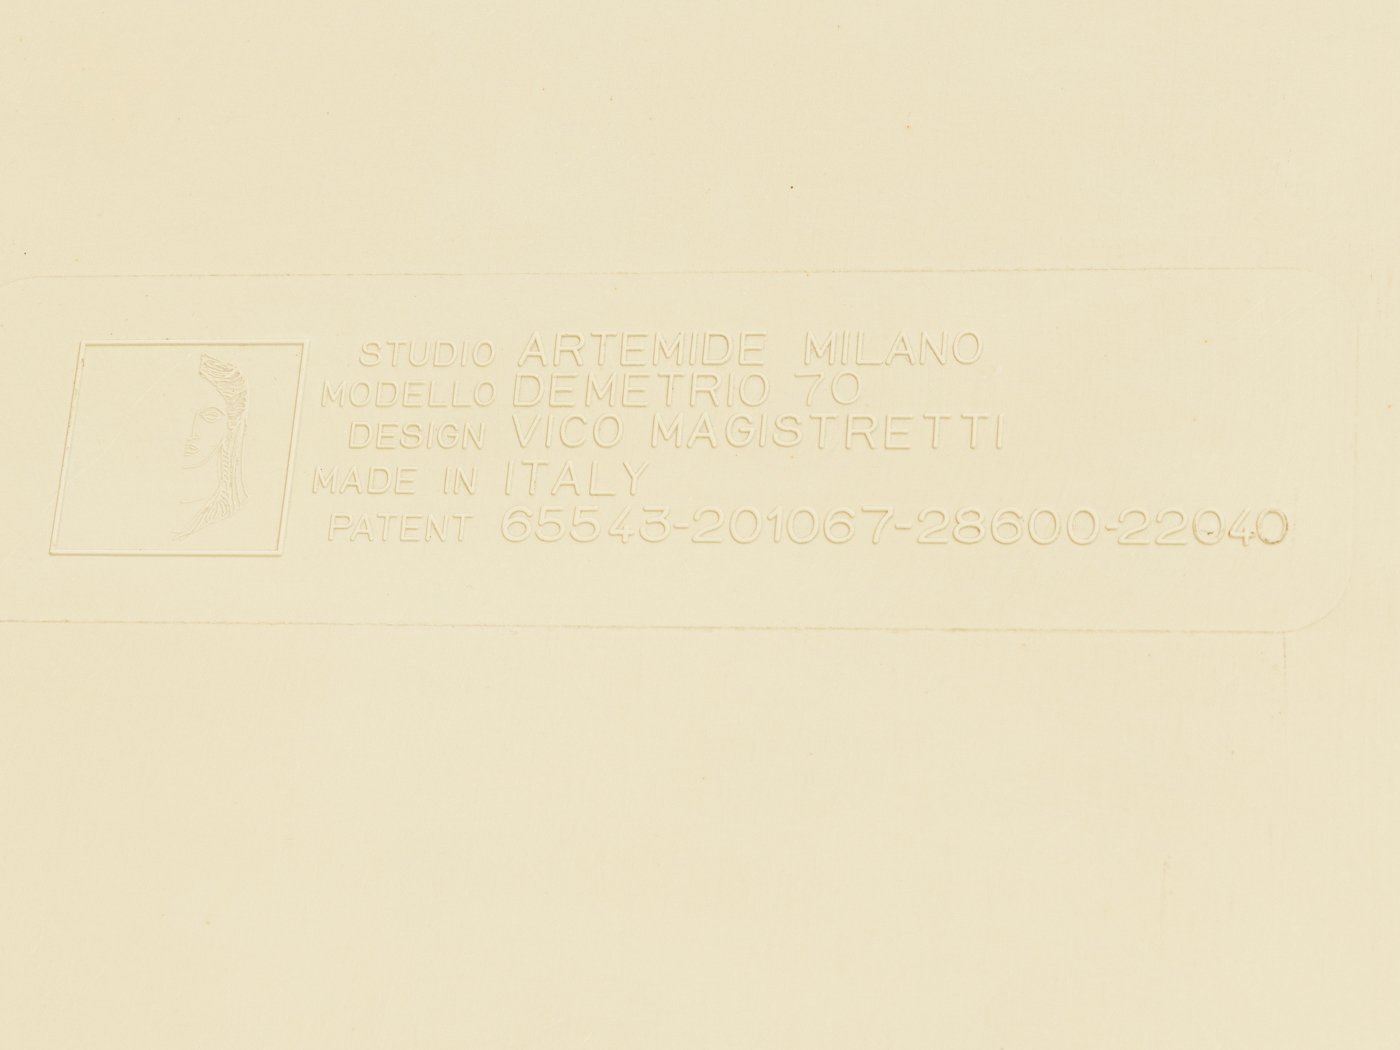 STUDIO ARTEMIDE MILANO
MODELLO DEMETRIO 70
DESIGN VICO MAGISTRETTI
MADE IN ITALY
PATENT 65543-201067-28600-22040